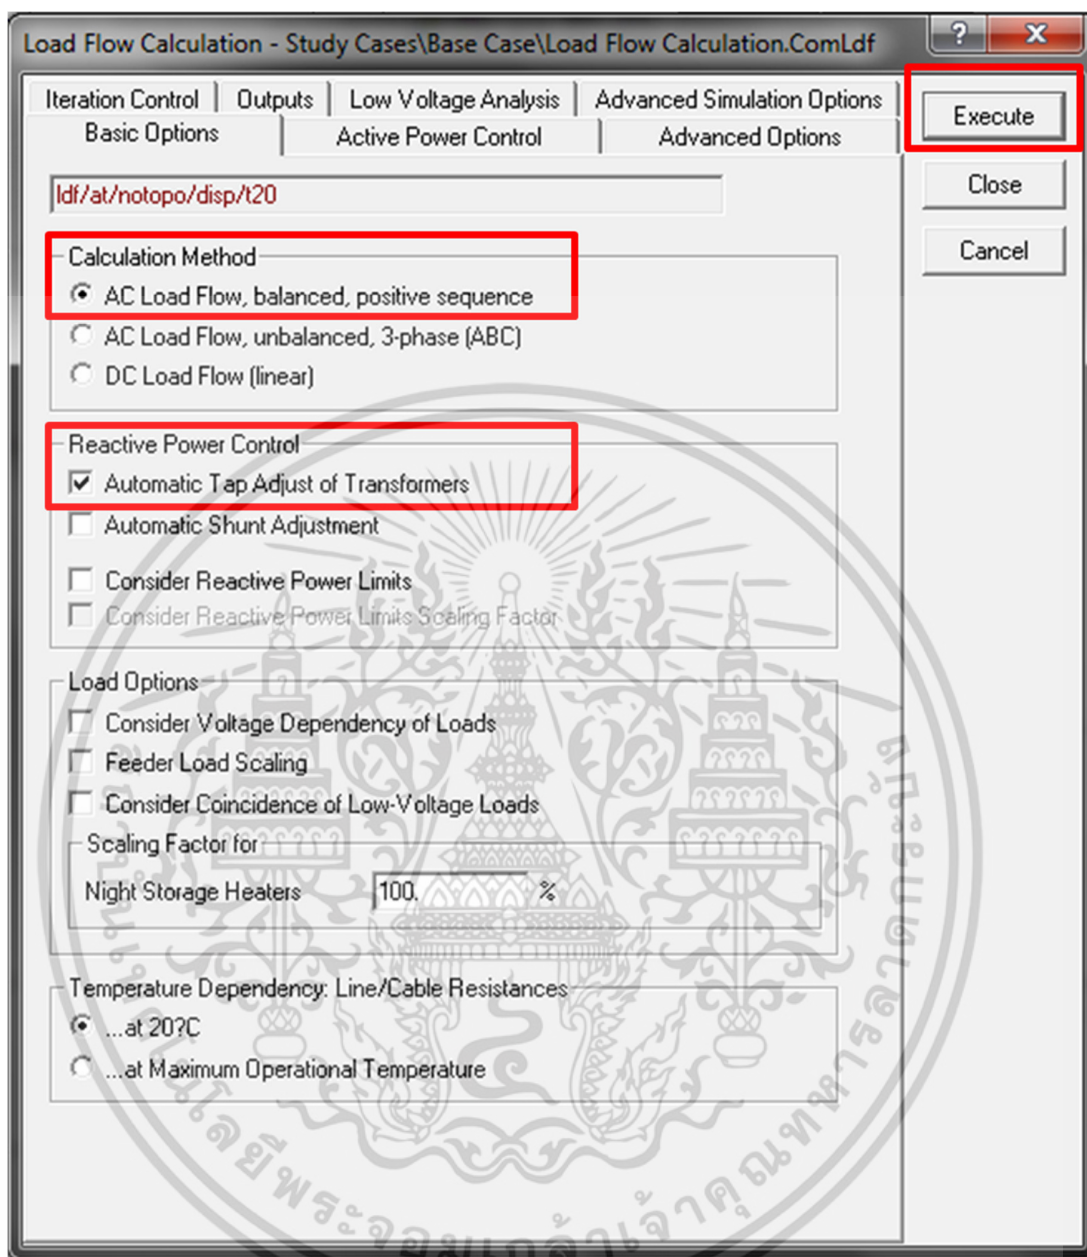 Load Flow Calculation - Study Cases\Base Case\Load Flow Calculation.ComLdf
?
x
Iteration Control
Outputs
Low Voltage Analysis
Advanced Simulation Options
Basic Options
Active Power Control
Advanced Options
Execute
Close
Cancel
ldf/at/notopo/disp/t20
Calculation Method
AC Load Flow, balanced, positive sequence
AC Load Flow, unbalanced, 3-phase (ABC)
DC Load Flow (linear)
Reactive Power Control
Automatic Tap Adjust of Transformers
Automatic Shunt Adjustment
Consider Reactive Power Limits
Consider Reactive Power Limits Scaling Factor
Load Options
Consider Voltage Dependency of Loads
Feeder Load Scaling
Consider Coincidence of Low-Voltage Loads
Scaling Factor for
Night Storage Heaters
100.
%
Temperature Dependency: Line/Cable Resistances
...at 20?C
...at Maximum Operational Temperature